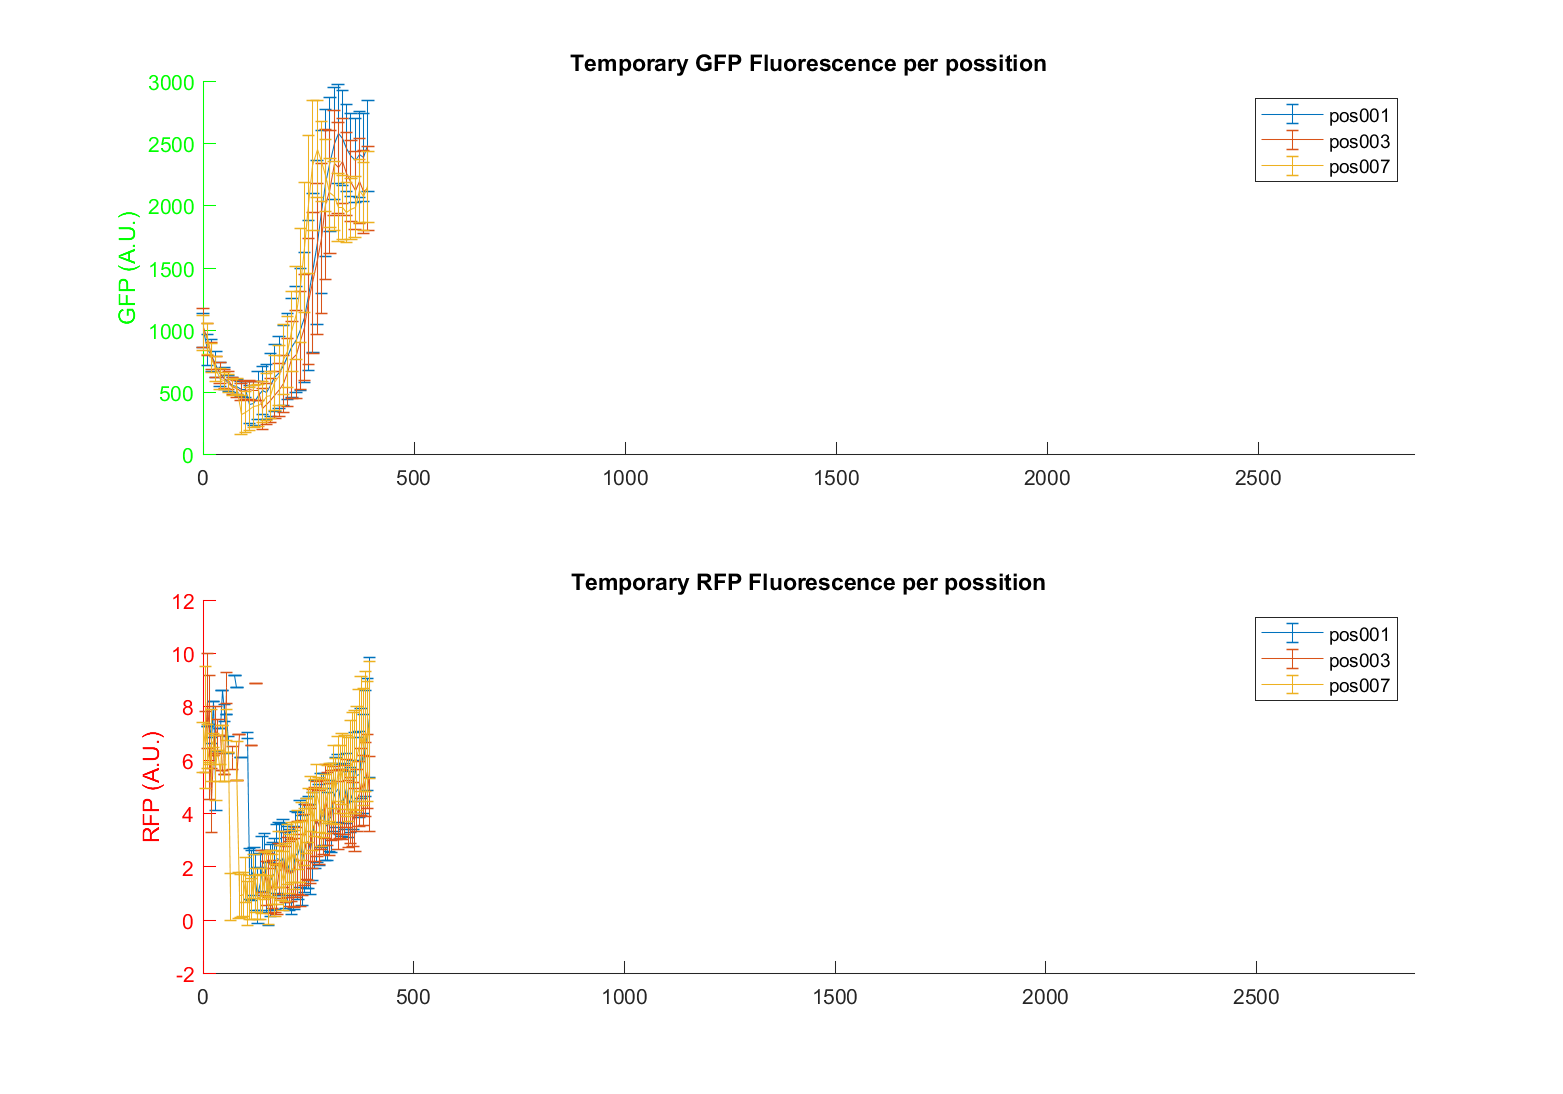 Temporary GFP Fluorescence per possition
3000
2500
2000
1500
1000
500
0
GFP (A.U.)
pos001
pos003
pos007
0 500 1000 1500 2000 2500
Temporary RFP Fluorescence per possition
12
10
8
6
4
2
0
-2
RFP (A.U.)
pos001
pos003
pos007
0 500 1000 1500 2000 2500